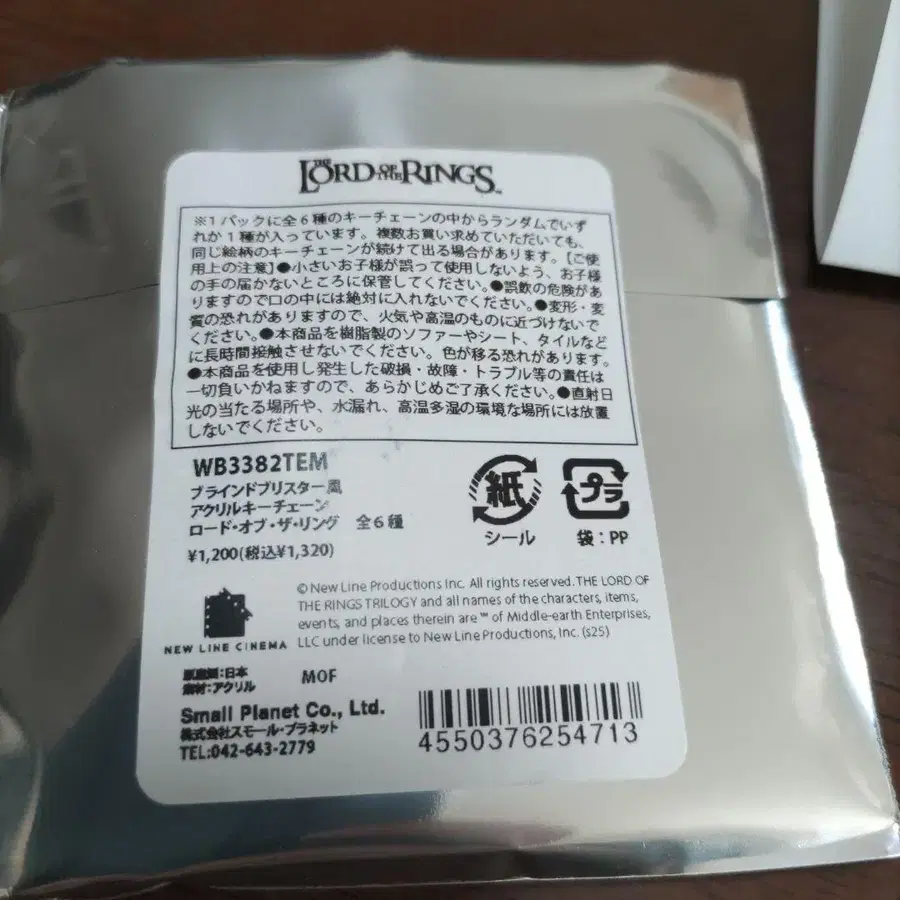 THE LORD OF THE RINGS™
※1パックに全6種のキーチェーンの中からランダムでいず
れか1種が入っています。複数お買い求めていただいても、
同じ絵柄のキーチェーンが続けて出る場合があります。【ご使
用上の注意】●小さいお子様が誤って使用しないよう、お子様
の手の届かないところに保管してください。●誤飲の危険があ
りますので口の中には絶対に入れないでください。●変形・変
質の恐れがありますので、火気や高温のものに近づけないで
ください。●本商品を樹脂製のソファーやシート、タイルなど
に長時間接触させないでください。色が移る恐れがあります。
●本商品を使用し発生した破損・故障・トラブル等の責任は
一切負いかねますので、あらかじめご了承ください。●直射日
光の当たる場所や、水漏れ、高温多湿の環境な場所には放置
しないでください。
WB3382TEM
ブラインドブリスター風
アクリルキーチェーン
ロード・オブ・ザ・リング 全6種
¥1,200(税込¥1,320)
紙
シール
プラ
袋：PP
© New Line Productions Inc. All rights reserved. THE LORD OF
THE RINGS TRILOGY and all names of the characters, items,
events, and places therein are ™ of Middle-earth Enterprises,
LLC under license to New Line Productions, Inc. (s25)
NEW LINE CINEMA
原産国：日本
素材：アクリル
MOF
Small Planet Co., Ltd.
株式会社スモール・プラネット
TEL:042-643-2779
4550376254713